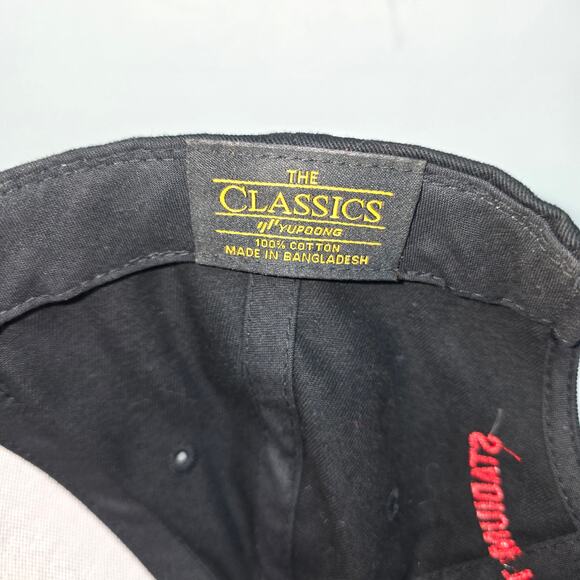 THE
CLASSICS
YUPOONG
100% COTTON
MADE IN BANGLADESH